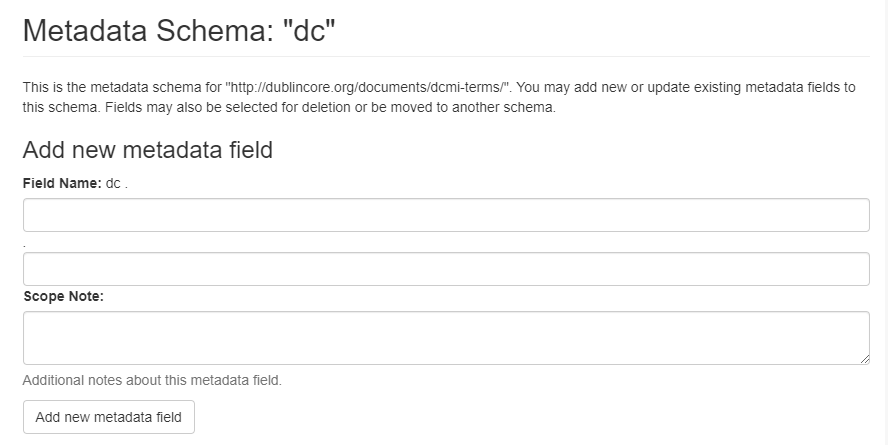 Metadata Schema: "dc"
This is the metadata schema for "http://dublincore.org/documents/dcmi-terms/". You may add new or update existing metadata fields to
this schema. Fields may also be selected for deletion or be moved to another schema.
Add new metadata field
Field Name: dc .
.
Scope Note:
Additional notes about this metadata field.
Add new metadata field